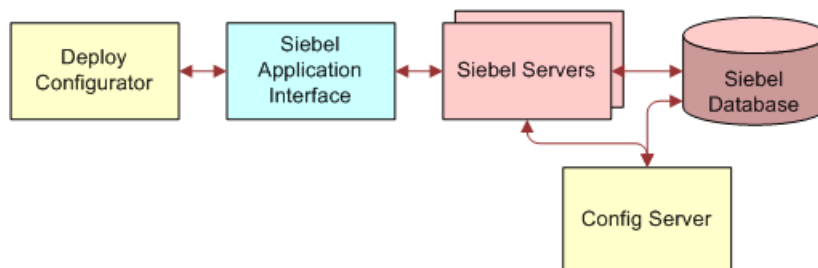 Deploy
Configurator
Siebel
Application
Interface
Siebel Servers
Siebel
Database
Config Server